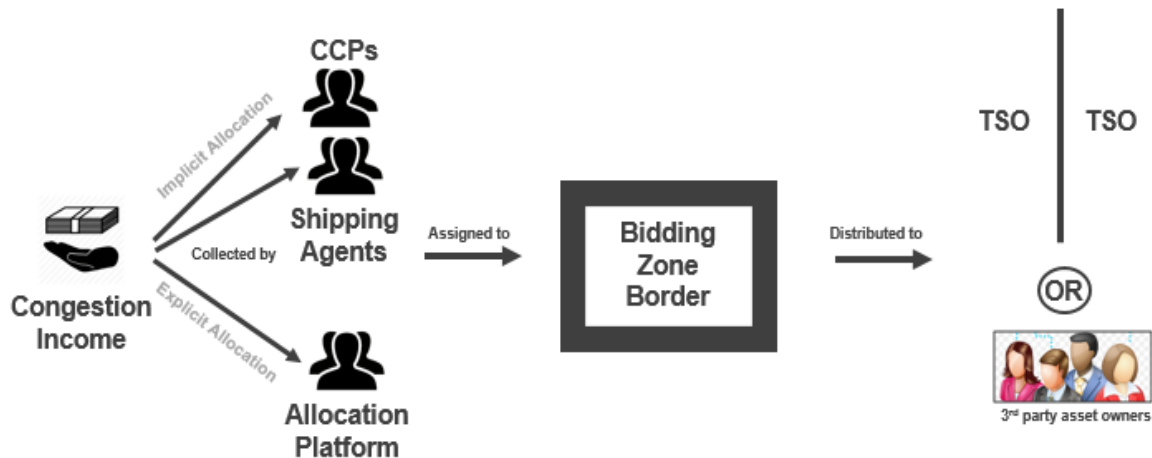 Congestion
Income
Implicit Allocation
Collected by
Explicit Allocation
CCPs
Shipping
Agents
Allocation
Platform
Assigned to
Bidding
Zone
Border
Distributed to
TSO
TSO
OR
3rd party asset owners